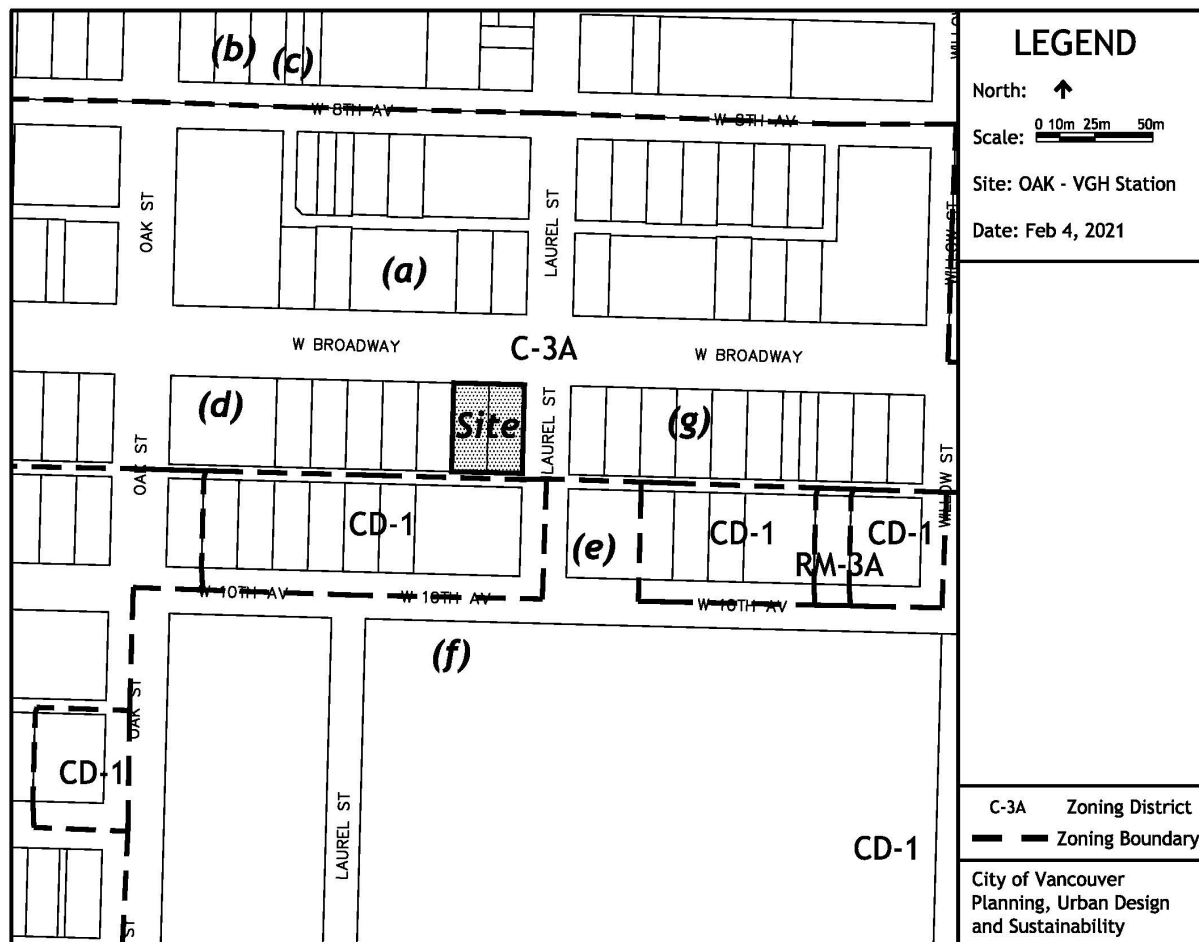 (b)
(c)
W 8TH AV
W 8TH AV
OAK ST
LAUREL ST
WILLOW ST
(a)
W BROADWAY
C-3A
W BROADWAY
(d)
Site
LAUREL ST
(g)
OAK ST
WILLOW ST
CD-1
(e)
CD-1
RM-3A
CD-1
W 10TH AV
W 10TH AV
W 10TH AV
(f)
OAK ST
CD-1
LAUREL ST
CD-1
ST
LEGEND
North:
Scale: 0 10m 25m 50m
Site: OAK - VGH Station
Date: Feb 4, 2021
C-3A Zoning District
Zoning Boundary
City of Vancouver
Planning, Urban Design
and Sustainability